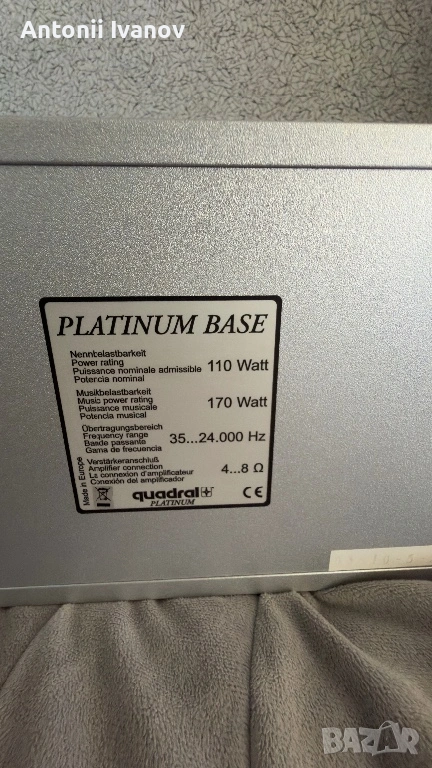 Antonii Ivanov
PLATINUM BASE
Nennbelastbarkeit
Power rating
Puissance nominale admissible 110 Watt
Potencia nominal
Musikbelastbarkeit
Music power rating
Puissance musicale 170 Watt
Potencia musical
Übertragungsbereich
Frequency range 35...24.000 Hz
Bande passante
Gama de frecuencia
Verstärkeranschluß
Amplifier connection 4...8 Ω
La connexion d'amplificateur
Conexión del amplificador
Made in Europe
quadral
PLATINUM
CE
BAZAR